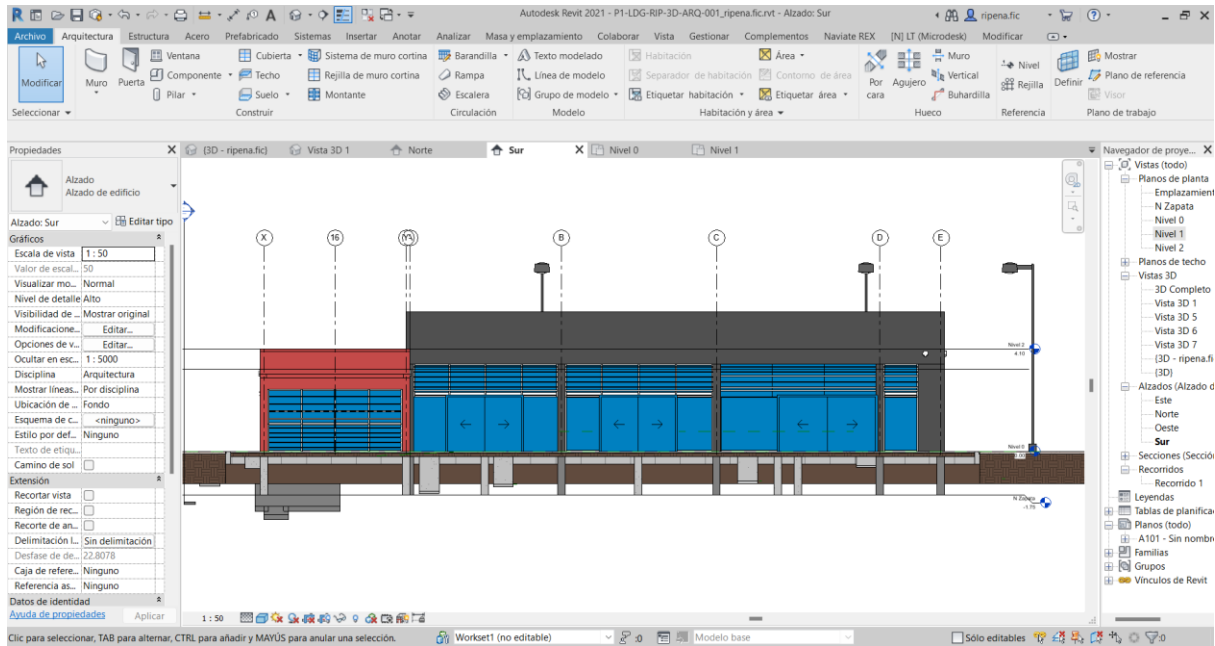 Autodesk Revit 2021 - P1-LDG-RIP-3D-ARQ-001_ripena.fic.rvt - Alzado: Sur
ripena.fic
Archivo Arquitectura Estructura Acero Prefabricado Sistemas Insertar Anotar Analizar Masa y emplazamiento Colaborar Vista Gestionar Complementos Naviate REX [N] LT (Microdesk) Modificar
Modificar
Muro
Puerta
Ventana
Componente
Pilar
Cubierta
Techo
Suelo
Sistema de muro cortina
Rejilla de muro cortina
Montante
Barandilla
Rampa
Escalera
Texto modelado
Línea de modelo
Grupo de modelo
Habitación
Separador de habitación
Etiquetar habitación
Área
Contorno de área
Etiquetar área
Por cara
Agujero
Muro
Vertical
Buhardilla
Nivel
Rejilla
Definir
Mostrar
Plano de referencia
Visor
Seleccionar Construir Circulación Modelo Habitación y área Hueco Referencia Plano de trabajo
Propiedades
{3D - ripena.fic} Vista 3D 1 Norte Sur Nivel 0 Nivel 1
Alzado
Alzado de edificio
Alzado: Sur Editar tipo
Gráficos
Escala de vista 1 : 50
Valor de escal... 50
Visualizar mo... Normal
Nivel de detalle Alto
Visibilidad de ... Mostrar original
Modificacione... Editar...
Opciones de v... Editar...
Ocultar en esc... 1 : 5000
Disciplina Arquitectura
Mostrar líneas... Por disciplina
Ubicación de ... Fondo
Esquema de c... <ninguno>
Estilo por def... Ninguno
Texto de etiqu...
Camino de sol
Extensión
Recortar vista
Región de rec...
Recorte de an...
Delimitación l... Sin delimitación
Desfase de de... 22.8078
Caja de refere... Ninguno
Referencia as... Ninguno
Datos de identidad
Ayuda de propiedades Aplicar
X 16 B C D E
Nivel 2
4.10
Nivel 0
N Zapata
-1.75
1 : 50
Navegador de proye...
Vistas (todo)
Planos de planta
Emplazamient
N Zapata
Nivel 0
Nivel 1
Nivel 2
Planos de techo
Vistas 3D
3D Completo
Vista 3D 1
Vista 3D 5
Vista 3D 6
Vista 3D 7
{3D - ripena.fi
{3D}
Alzados (Alzado d
Este
Norte
Oeste
Sur
Secciones (Secció
Recorridos
Recorrido 1
Leyendas
Tablas de planifica
Planos (todo)
A101 - Sin nombr
Familias
Grupos
Vínculos de Revit
Clic para seleccionar, TAB para alternar, CTRL para añadir y MAYÚS para anular una selección. Workset1 (no editable) :0 Modelo base Sólo editables :0